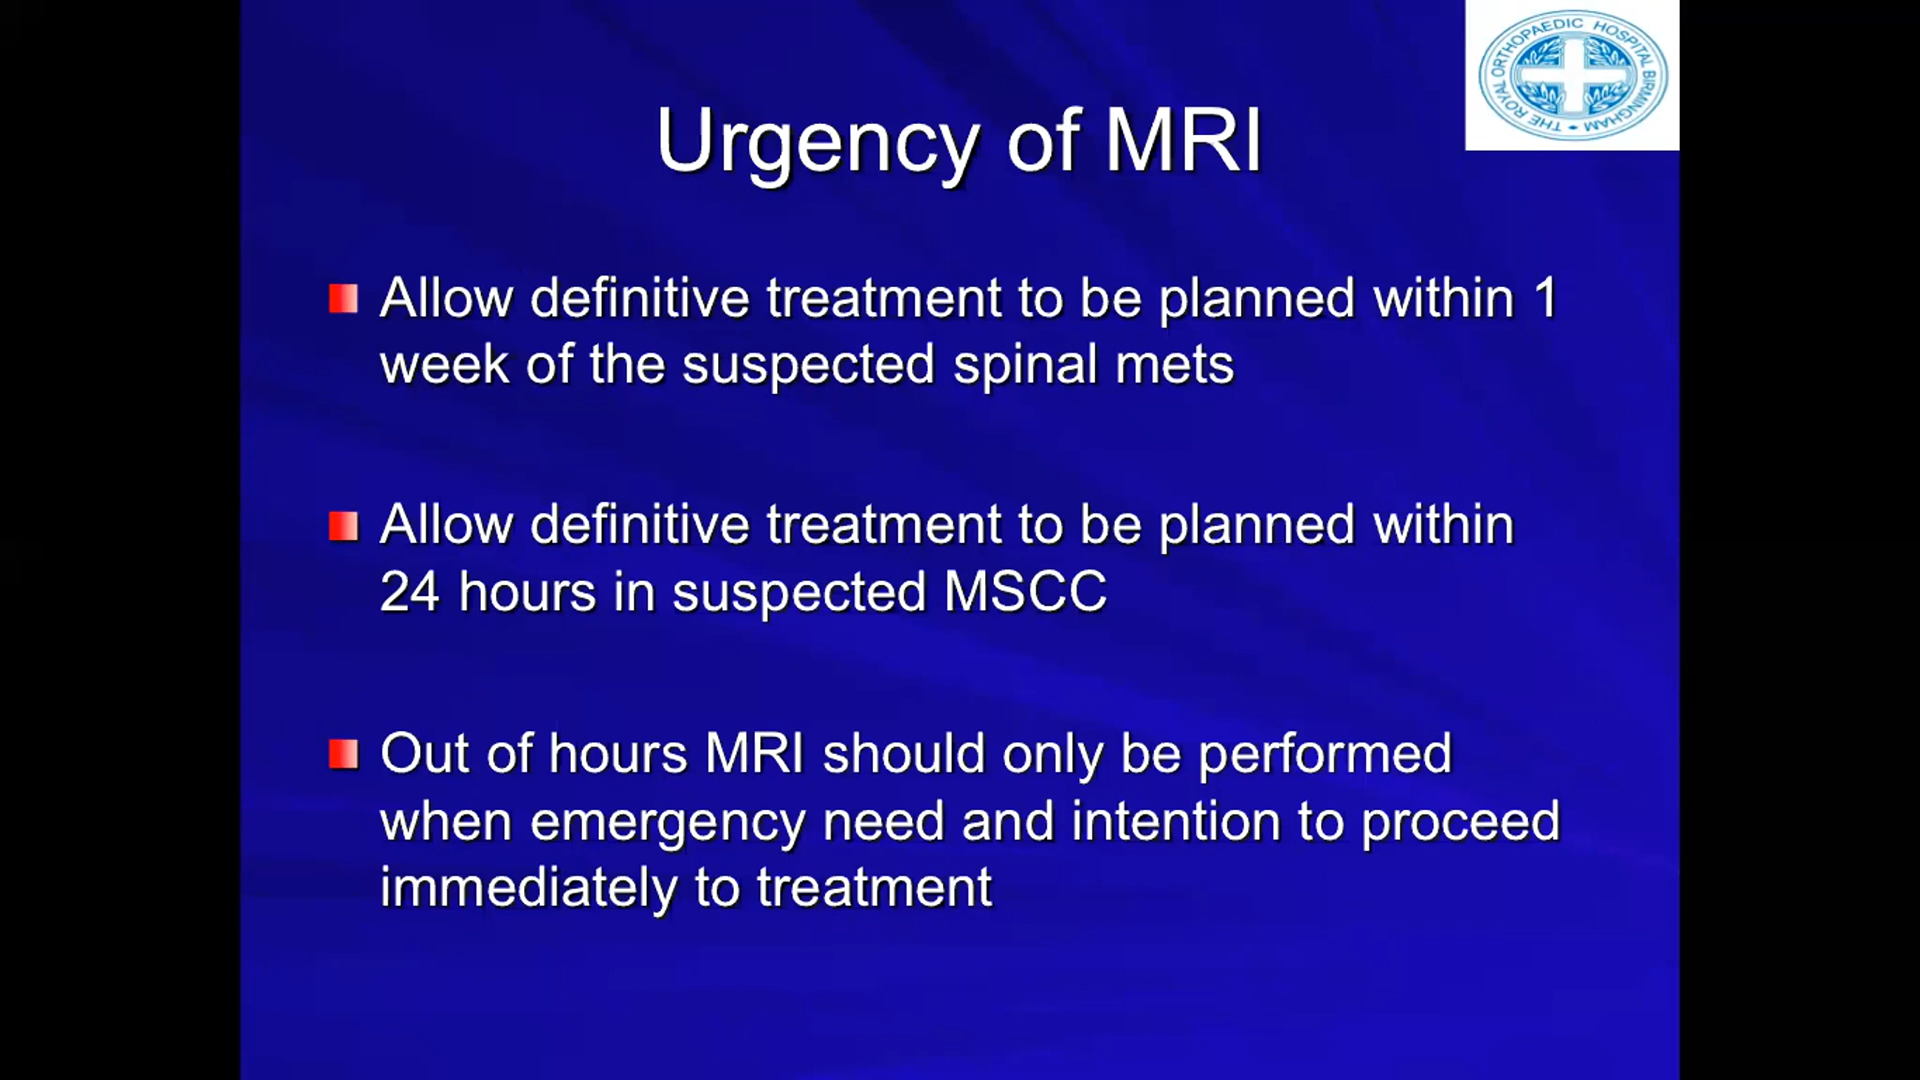 THE ROYAL ORTHOPAEDIC HOSPITAL BIRMINGHAM
Urgency of MRI
Allow definitive treatment to be planned within 1
week of the suspected spinal mets
Allow definitive treatment to be planned within
24 hours in suspected MSCC
Out of hours MRI should only be performed
when emergency need and intention to proceed
immediately to treatment